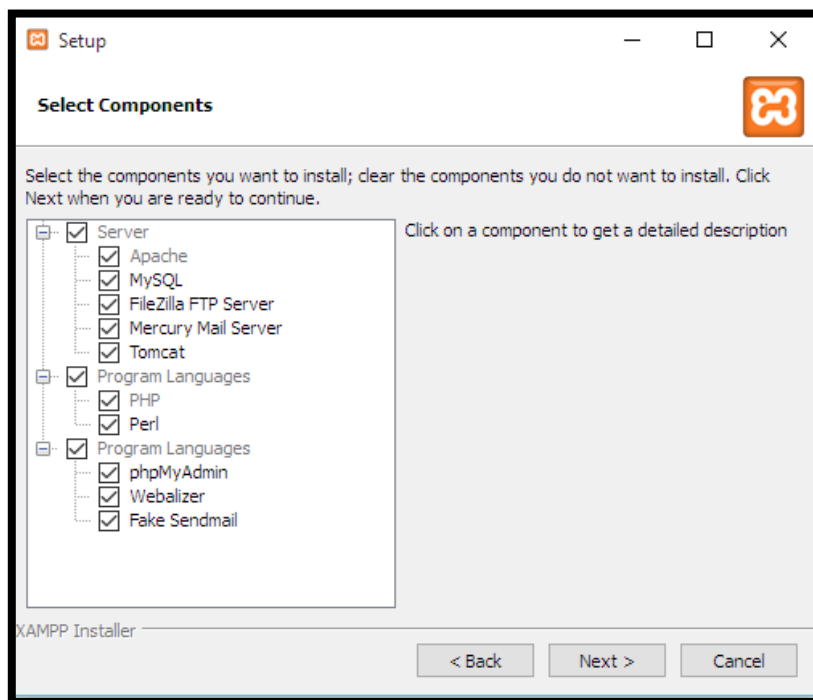 Setup
Select Components
Select the components you want to install; clear the components you do not want to install. Click
Next when you are ready to continue.
Server
Apache
MySQL
FileZilla FTP Server
Mercury Mail Server
Tomcat
Program Languages
PHP
Perl
Program Languages
phpMyAdmin
Webalizer
Fake Sendmail
Click on a component to get a detailed description
XAMPP Installer
< Back
Next >
Cancel